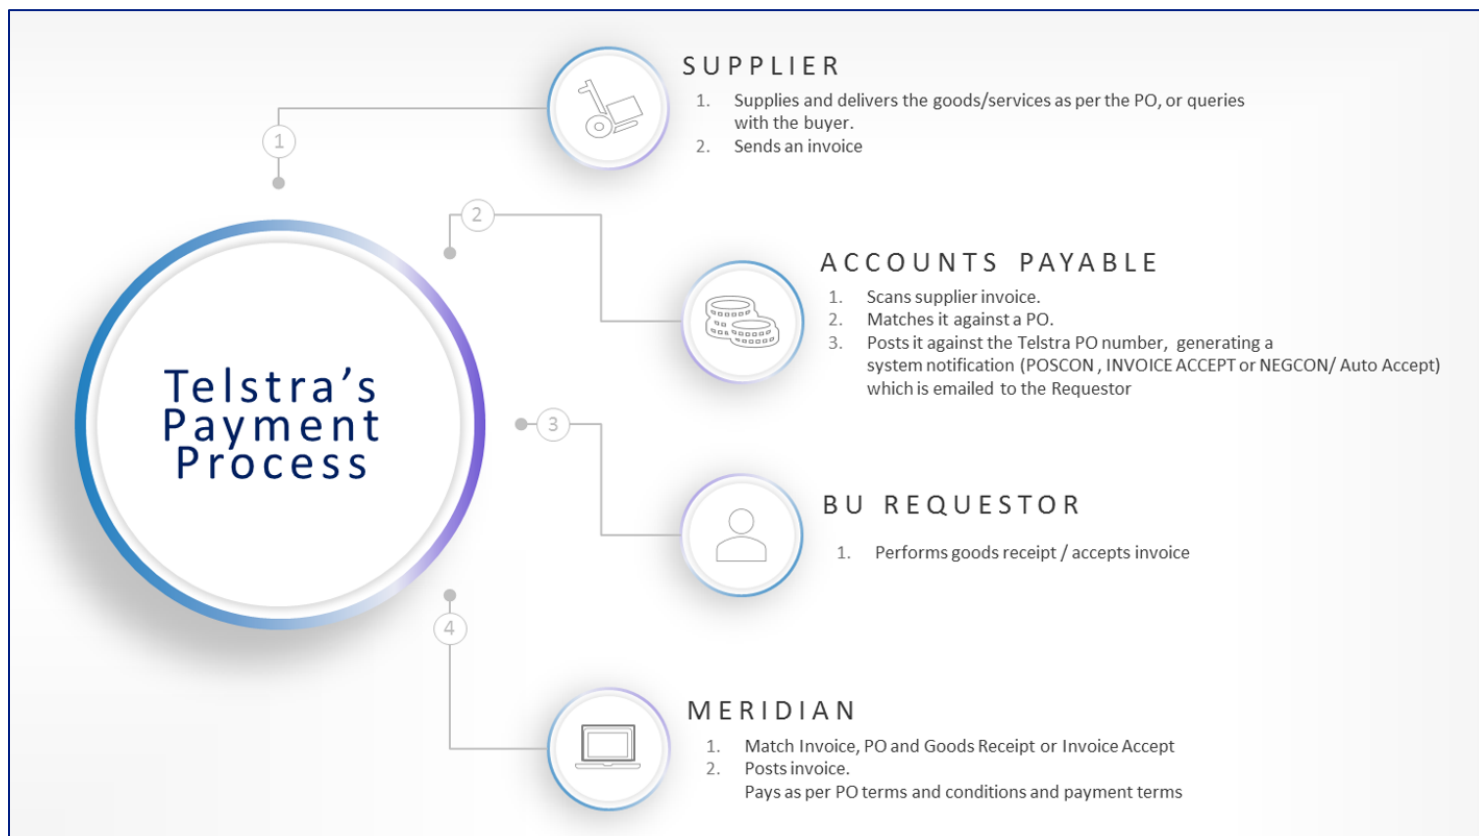 Telstra's
Payment
Process
1
SUPPLIER
1. Supplies and delivers the goods/services as per the PO, or queries
with the buyer.
2. Sends an invoice
2
ACCOUNTS PAYABLE
1. Scans supplier invoice.
2. Matches it against a PO.
3. Posts it against the Telstra PO number, generating a
system notification (POSCON , INVOICE ACCEPT or NEGCON/ Auto Accept)
which is emailed to the Requestor
3
BU REQUESTOR
1. Performs goods receipt / accepts invoice
4
MERIDIAN
1. Match Invoice, PO and Goods Receipt or Invoice Accept
2. Posts invoice.
Pays as per PO terms and conditions and payment terms